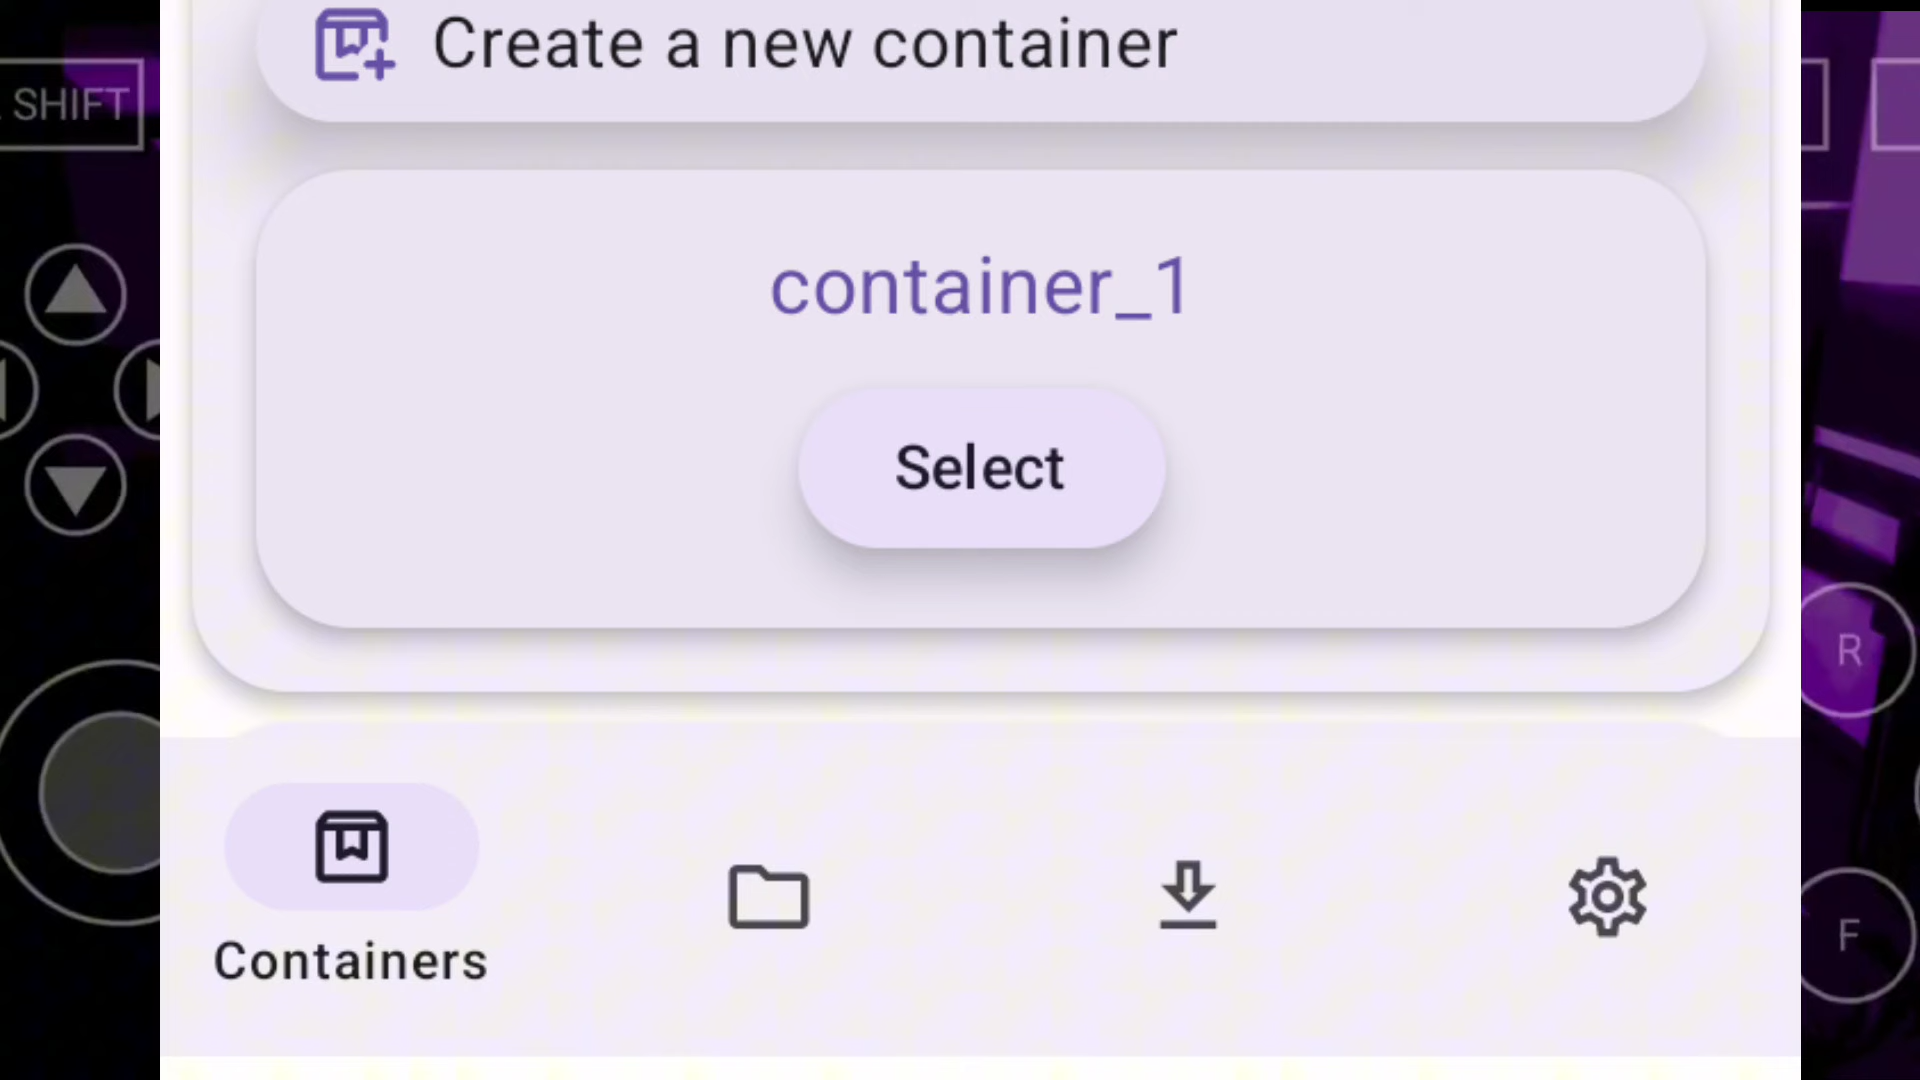 Create a new container
SHIFT
container_1
Select
R
F
Containers